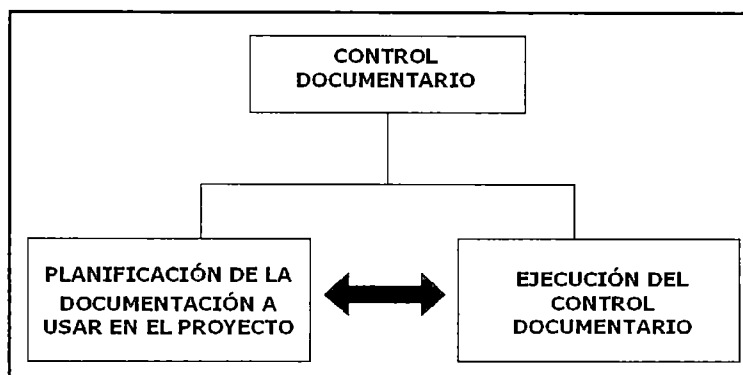 CONTROL
DOCUMENTARIO
PLANIFICACIÓN DE LA
DOCUMENTACIÓN A
USAR EN EL PROYECTO
EJECUCIÓN DEL
CONTROL
DOCUMENTARIO